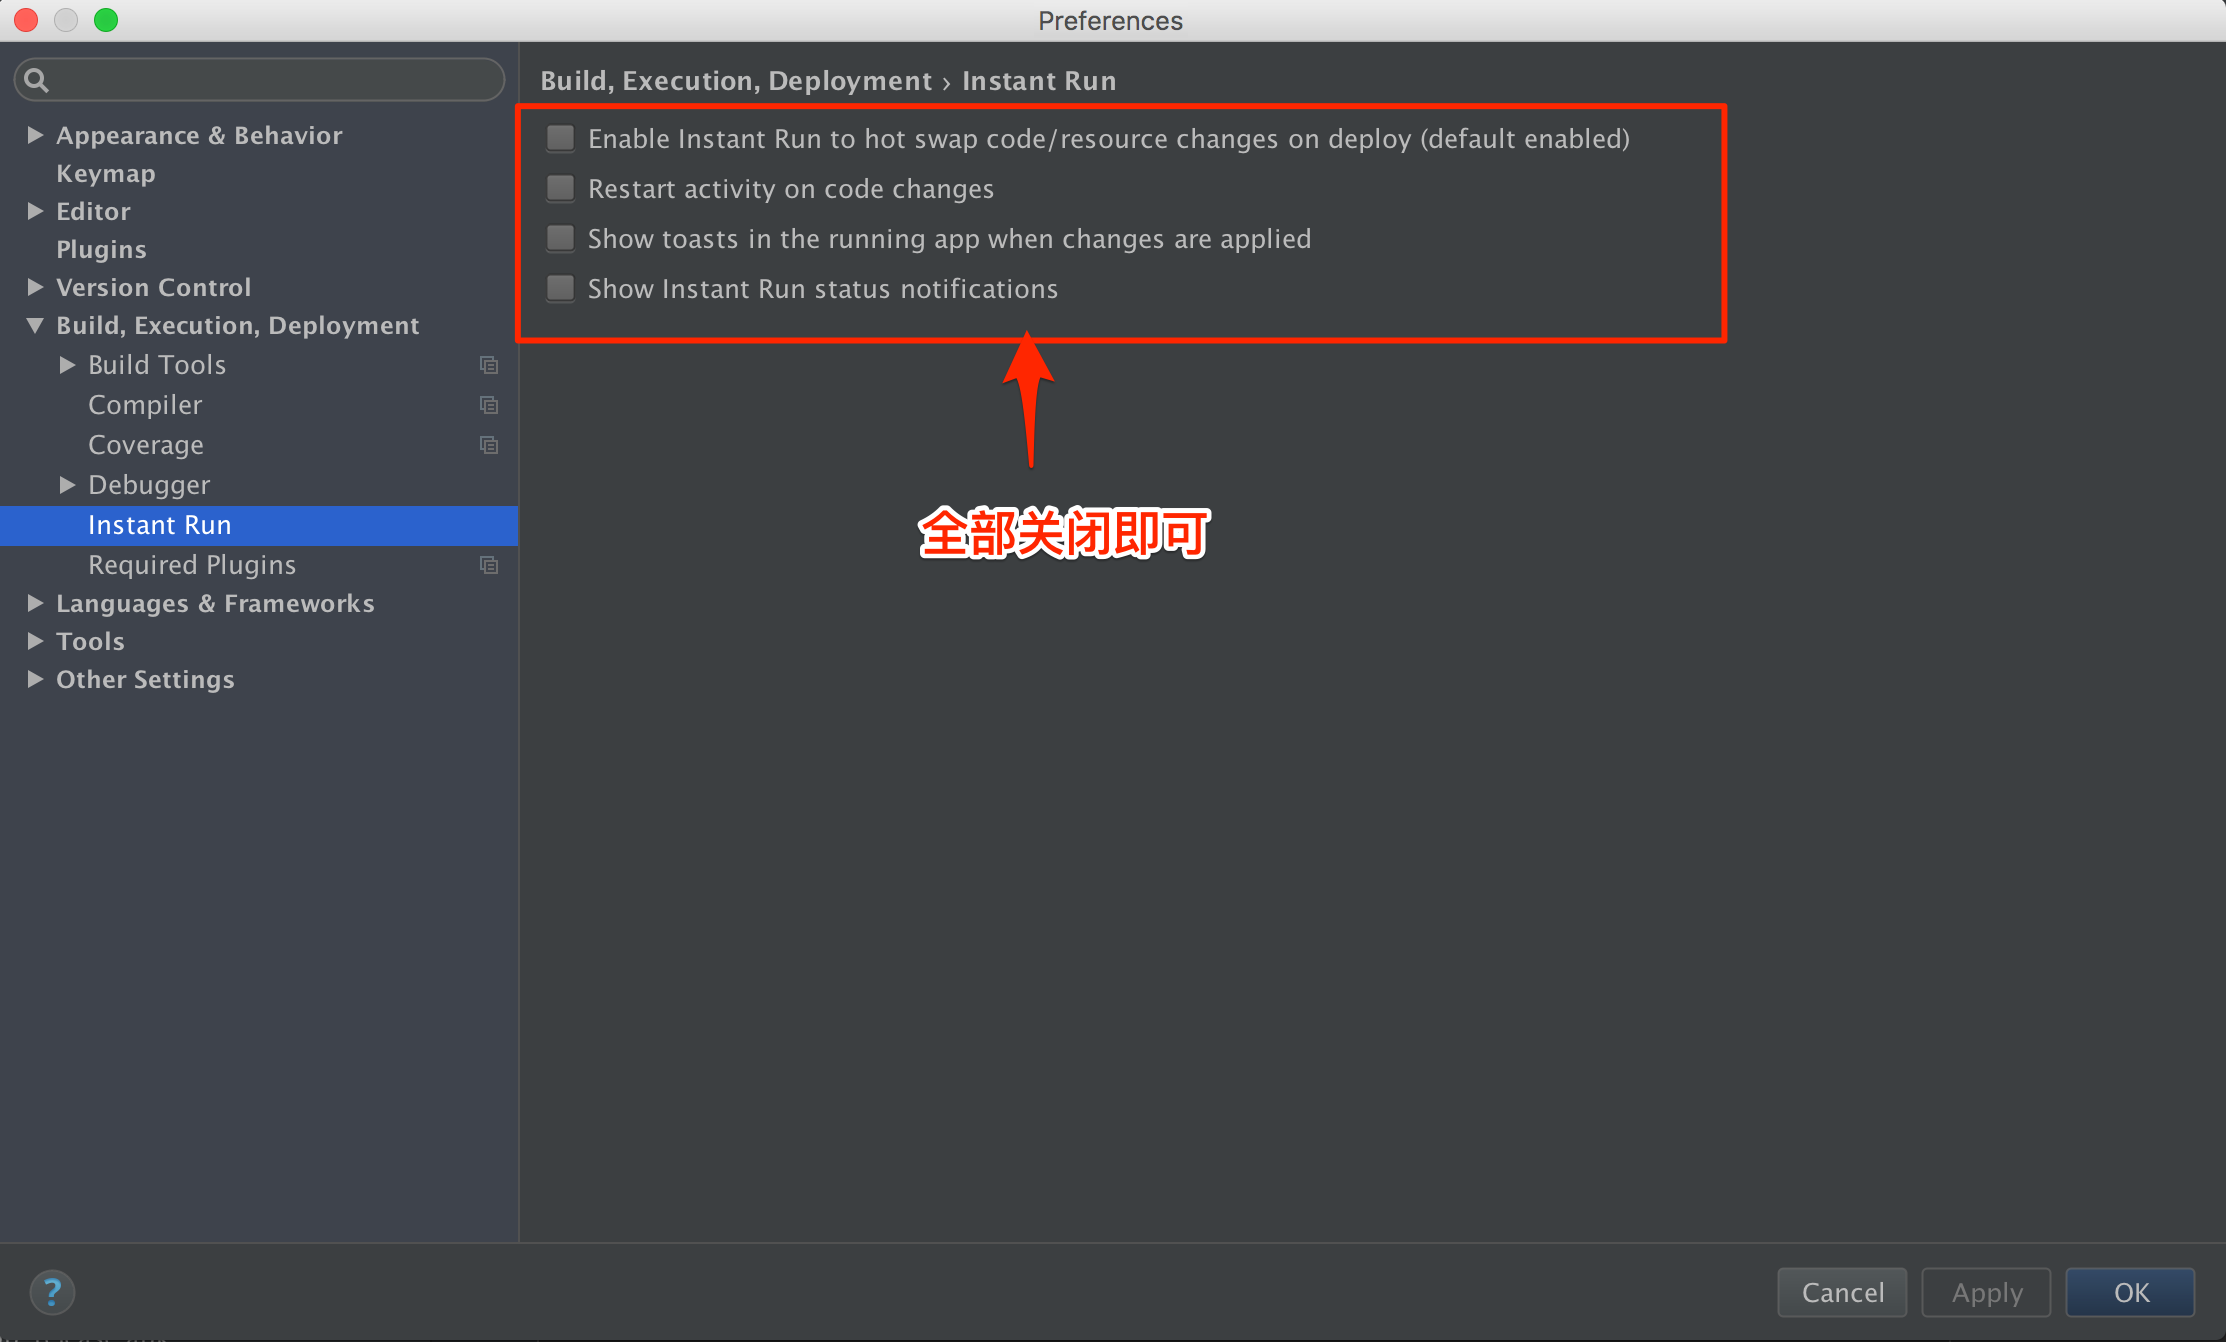 Preferences
Build, Execution, Deployment › Instant Run
Appearance & Behavior
Keymap
Editor
Plugins
Version Control
Build, Execution, Deployment
Build Tools
Compiler
Coverage
Debugger
Instant Run
Required Plugins
Languages & Frameworks
Tools
Other Settings
Enable Instant Run to hot swap code/resource changes on deploy (default enabled)
Restart activity on code changes
Show toasts in the running app when changes are applied
Show Instant Run status notifications
全部关闭即可
?
Cancel
Apply
OK